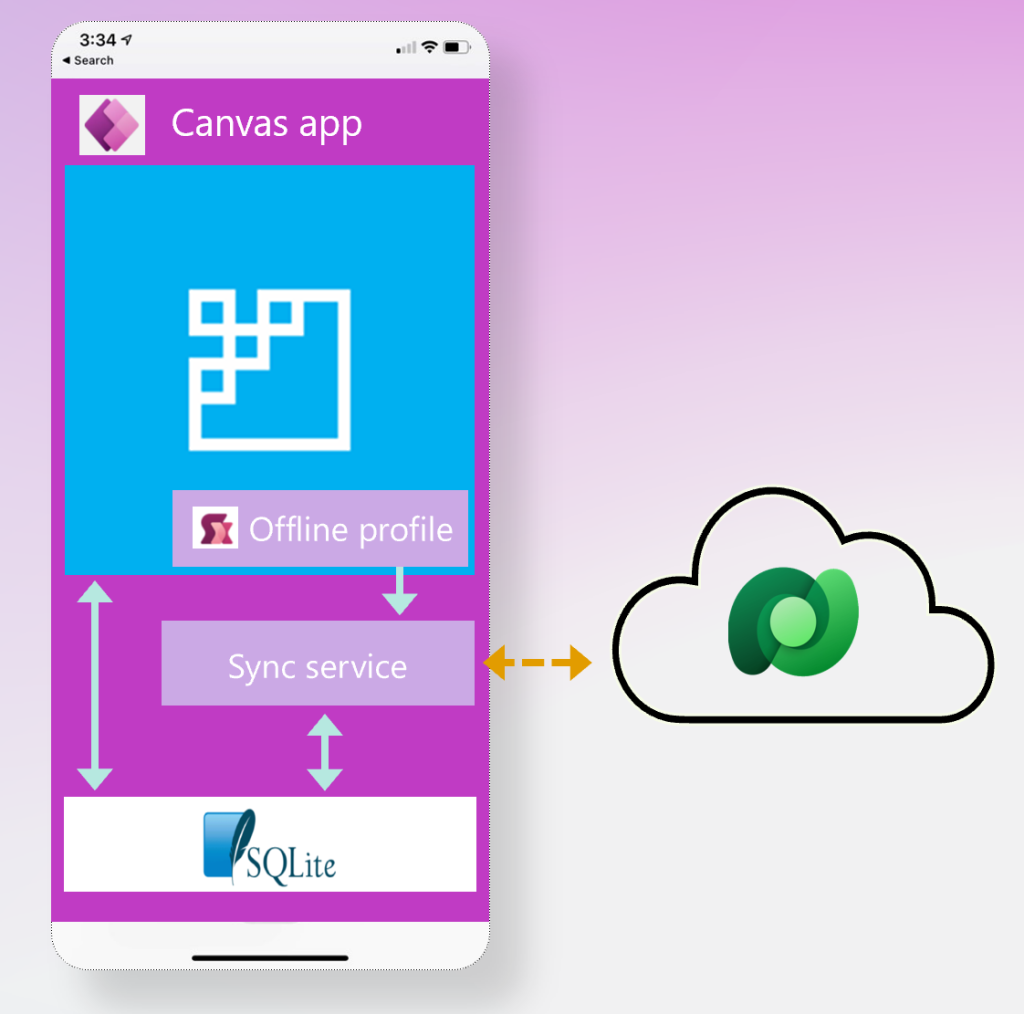 3:34
Search
Canvas app
Offline profile
Sync service
SQLite